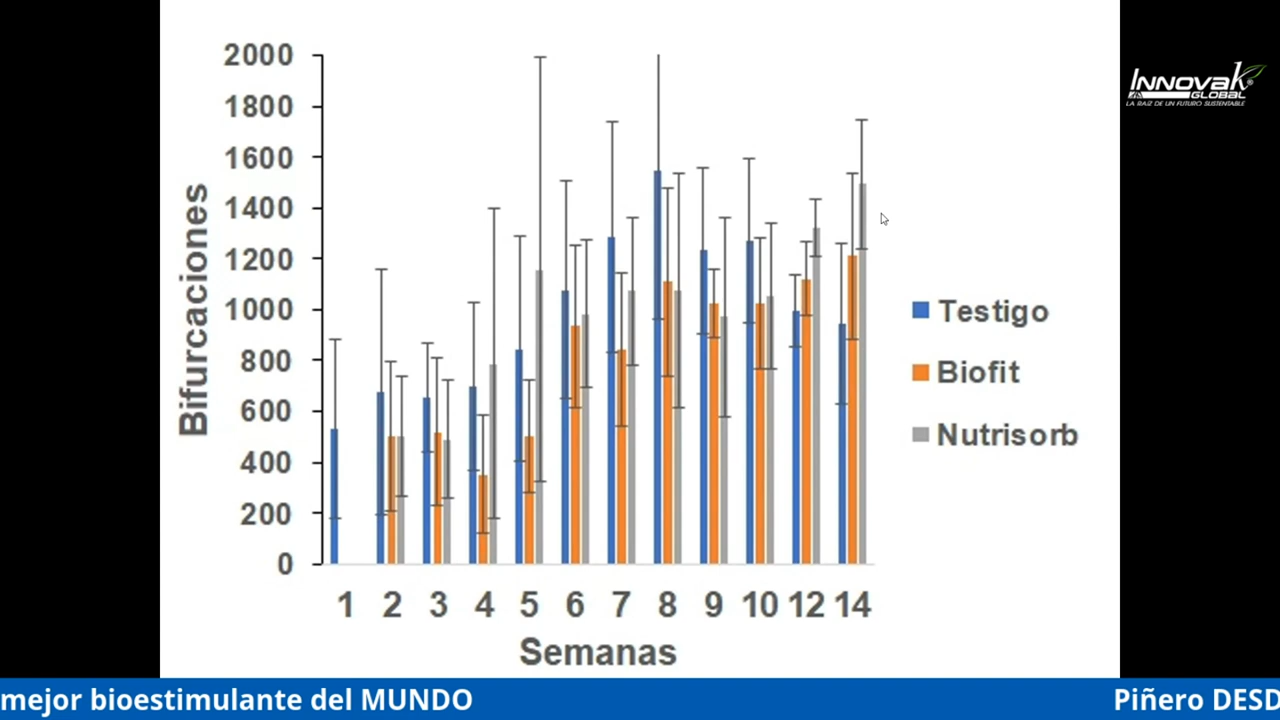 2000
1800
1600
1400
1200
1000
800
600
400
200
0
Bifurcaciones
1 2 3 4 5 6 7 8 9 10 12 14
Semanas
Testigo
Biofit
Nutrisorb
INNOVAK
GLOBAL
LA RAÍZ DE UN FUTURO SUSTENTABLE
mejor bioestimulante del MUNDO
Piñero DESD